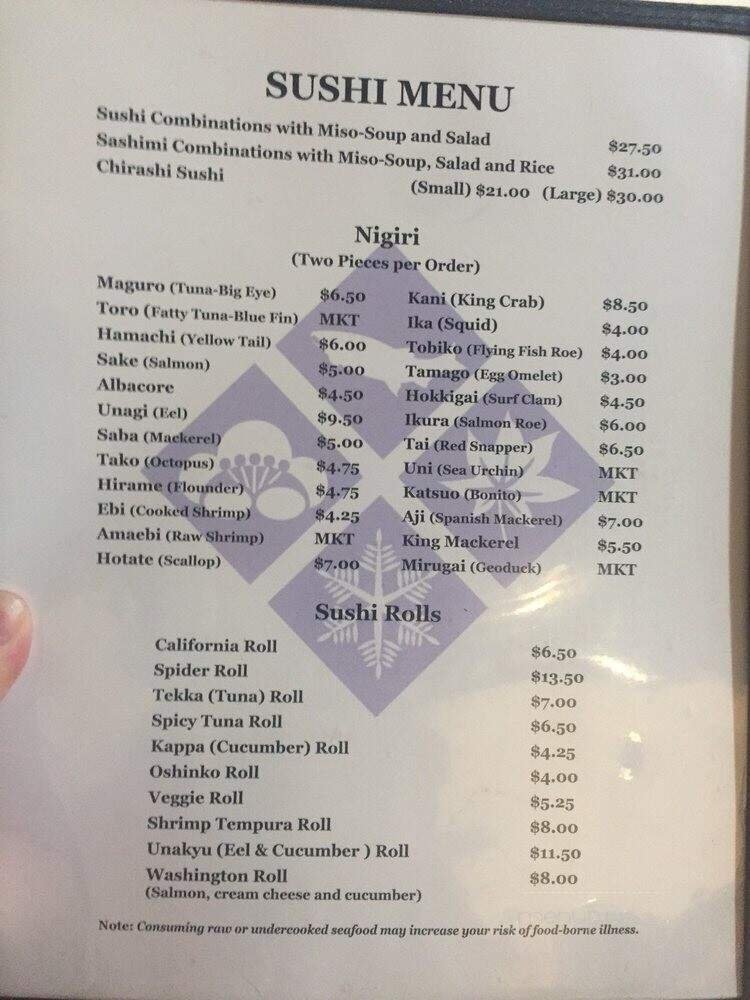 SUSHI MENU
Sushi Combinations with Miso-Soup and Salad $27.50
Sashimi Combinations with Miso-Soup, Salad and Rice $31.00
Chirashi Sushi (Small) $21.00 (Large) $30.00
Nigiri
(Two Pieces per Order)
Maguro (Tuna-Big Eye) $6.50
Toro (Fatty Tuna-Blue Fin) MKT
Hamachi (Yellow Tail) $6.00
Sake (Salmon) $5.00
Albacore $4.50
Unagi (Eel) $9.50
Saba (Mackerel) $5.00
Tako (Octopus) $4.75
Hirame (Flounder) $4.75
Ebi (Cooked Shrimp) $4.25
Amaebi (Raw Shrimp) MKT
Hotate (Scallop) $7.00
Kani (King Crab) $8.50
Ika (Squid) $4.00
Tobiko (Flying Fish Roe) $4.00
Tamago (Egg Omelet) $3.00
Hokkigai (Surf Clam) $4.50
Ikura (Salmon Roe) $6.00
Tai (Red Snapper) $6.50
Uni (Sea Urchin) MKT
Katsuo (Bonito) MKT
Aji (Spanish Mackerel) $7.00
King Mackerel $5.50
Mirugai (Geoduck) MKT
Sushi Rolls
California Roll $6.50
Spider Roll $13.50
Tekka (Tuna) Roll $7.00
Spicy Tuna Roll $6.50
Kappa (Cucumber) Roll $4.25
Oshinko Roll $4.00
Veggie Roll $5.25
Shrimp Tempura Roll $8.00
Unakyu (Eel & Cucumber ) Roll $11.50
Washington Roll $8.00
(Salmon, cream cheese and cucumber)
Note: Consuming raw or undercooked seafood may increase your risk of food-borne illness.